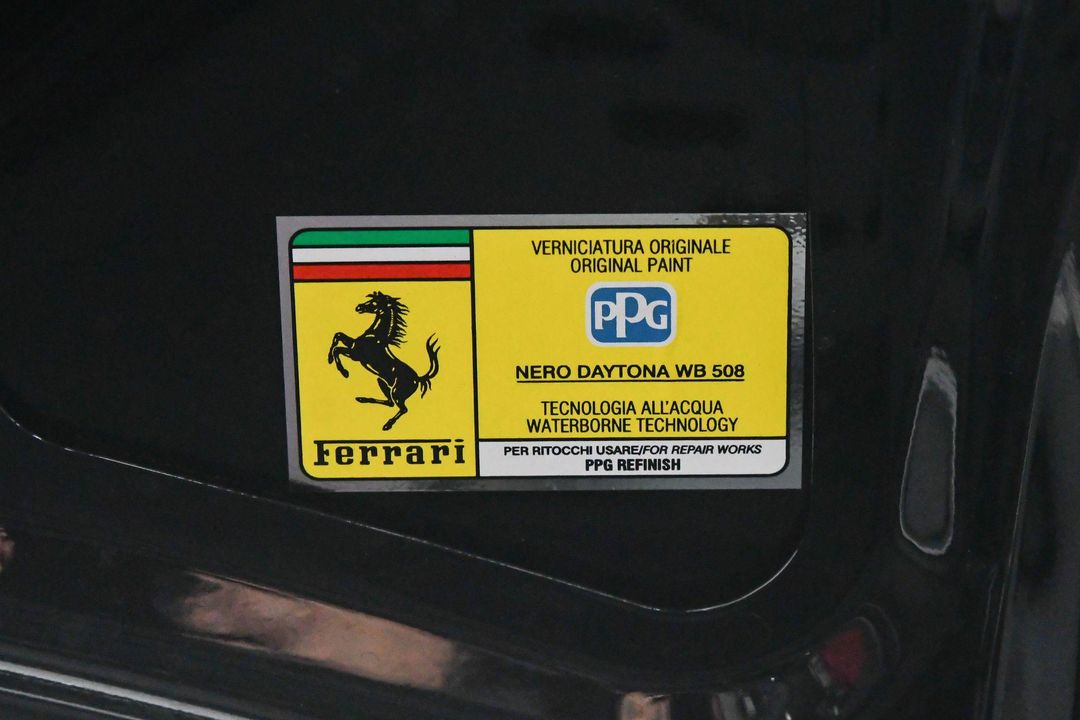 Ferrari
VERNICIATURA ORIGINALE
ORIGINAL PAINT
PPG
NERO DAYTONA WB 508
TECNOLOGIA ALL'ACQUA
WATERBORNE TECHNOLOGY
PER RITOCCHI USARE/FOR REPAIR WORKS
PPG REFINISH